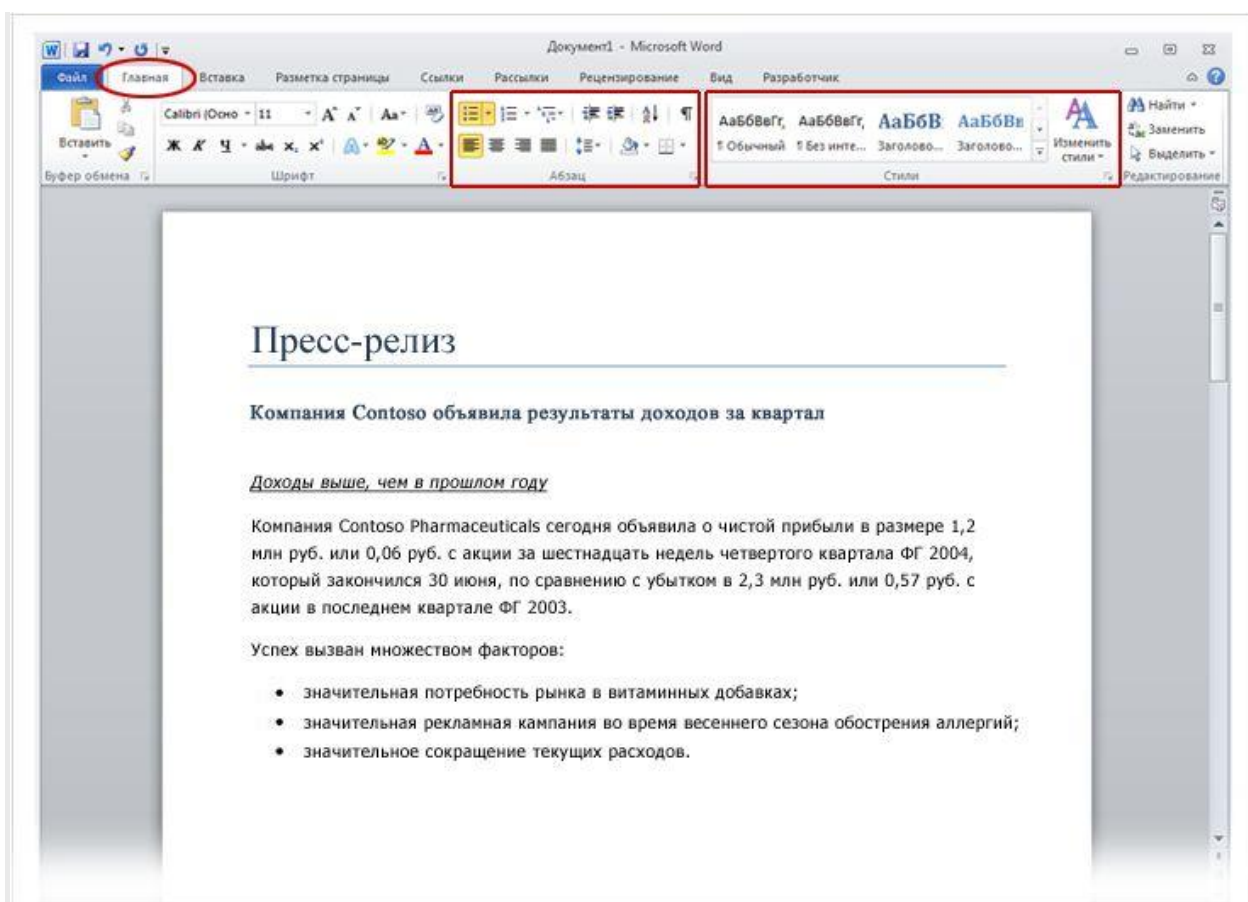 Документ1 - Microsoft Word
Файл Главная Вставка Разметка страницы Ссылки Рассылки Рецензирование Вид Разработчик
Calibri (Осно 11 Aa Найти
АаБбВвГг, АаБбВвГг, АаБбВ АаБбВв Заменить
Вставить Ж К Ч abc x, x² A ab A ¶ Обычный ¶ Без инте... Заголово... Заголово... Изменить стили Выделить
Буфер обмена Шрифт Абзац Стили Редактирование
Пресс-релиз
Компания Contoso объявила результаты доходов за квартал
Доходы выше, чем в прошлом году
Компания Contoso Pharmaceuticals сегодня объявила о чистой прибыли в размере 1,2
млн руб. или 0,06 руб. с акции за шестнадцать недель четвертого квартала ФГ 2004,
который закончился 30 июня, по сравнению с убытком в 2,3 млн руб. или 0,57 руб. с
акции в последнем квартале ФГ 2003.
Успех вызван множеством факторов:
• значительная потребность рынка в витаминных добавках;
• значительная рекламная кампания во время весеннего сезона обострения аллергий;
• значительное сокращение текущих расходов.